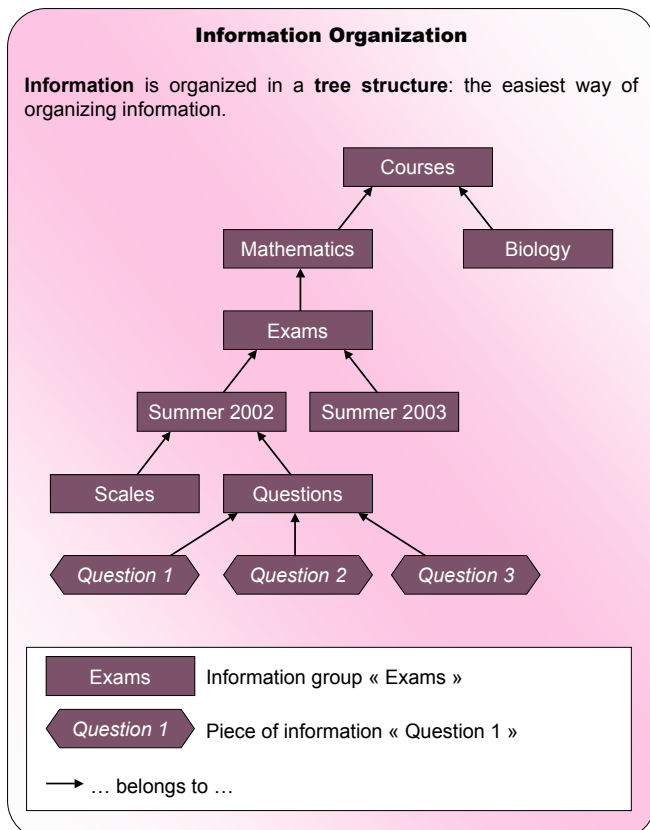 Information Organization
Information is organized in a tree structure: the easiest way of
organizing information.
Courses
Mathematics
Biology
Exams
Summer 2002
Summer 2003
Scales
Questions
Question 1
Question 2
Question 3
Exams
Information group « Exams »
Question 1
Piece of information « Question 1 »
… belongs to …